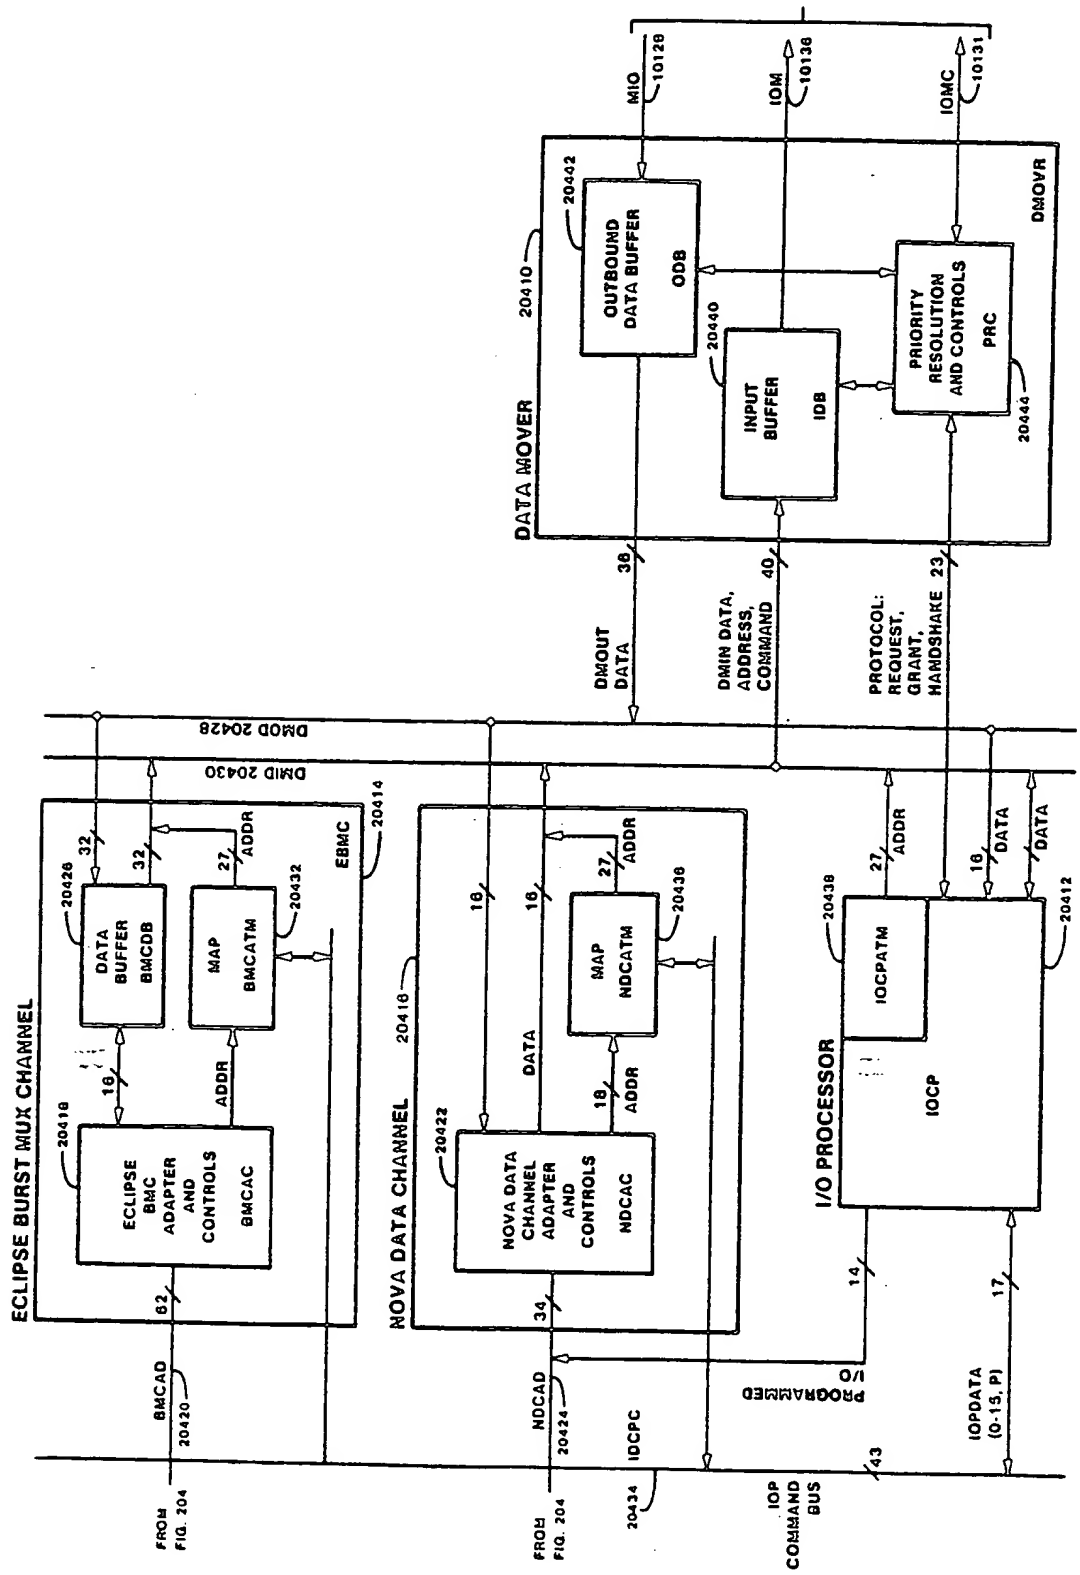 ECLIPSE BURST MUX CHANNEL
20418
ECLIPSE
BMC
ADAPTER
AND
CONTROLS
BMCAC
16
ADDR
20426
DATA
BUFFER
BMCDB
MAP
BMCATM
20432
32
32
27
ADDR
EBMC
20414
62
BMCAD
20420
FROM
FIG. 204
DMID 20430
DMOD 20428
NOVA DATA CHANNEL
20416
20422
NOVA DATA
CHANNEL
ADAPTER
AND
CONTROLS
NDCAC
DATA
18
ADDR
16
16
MAP
NDCATM
20436
27
ADDR
34
NDCAD
20424
FROM
FIG. 204
IDCPC
20434
IOP
COMMAND
BUS
43
PROGRAMMED
I/O
14
IOPDATA
(0-15, P)
17
I/O PROCESSOR
IOCP
IOCPATM
20438
20412
27
ADDR
16
DATA
DATA
DATA MOVER
20410
DMOUT
DATA
36
DMIN DATA,
ADDRESS,
COMMAND
40
PROTOCOL:
REQUEST,
GRANT,
HANDSHAKE
23
OUTBOUND
DATA BUFFER
ODB
20442
INPUT
BUFFER
IDB
20440
PRIORITY
RESOLUTION
AND CONTROLS
PRC
20444
DMOVR
MIO
10129
IOM
10136
IOMC
10131